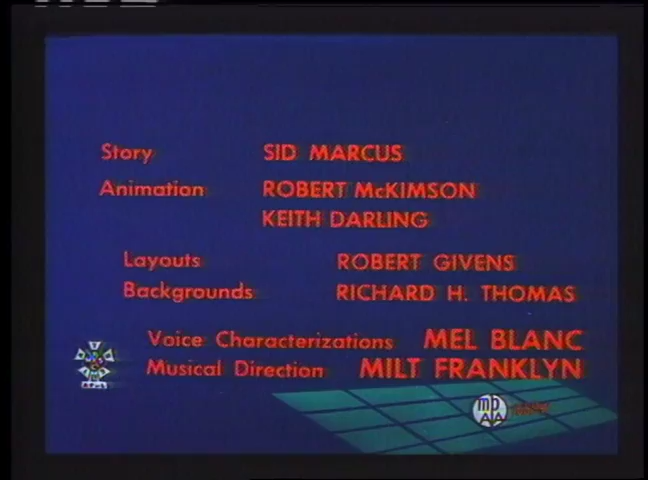 Story SID MARCUS
Animation ROBERT McKIMSON
KEITH DARLING
Layouts ROBERT GIVENS
Backgrounds RICHARD H. THOMAS
Voice Characterizations MEL BLANC
Musical Direction MILT FRANKLYN